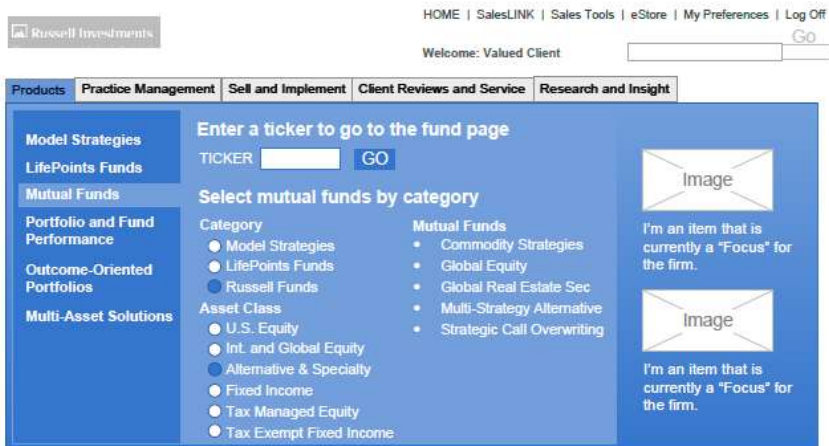 HOME | SalesLINK | Sales Tools | eStore | My Preferences | Log Off
Russell Investments
Go
Welcome: Valued Client
Products
Practice Management
Sell and Implement
Client Reviews and Service
Research and Insight
Model Strategies
LifePoints Funds
Mutual Funds
Portfolio and Fund
Performance
Outcome-Oriented
Portfolios
Multi-Asset Solutions
Enter a ticker to go to the fund page
TICKER
GO
Select mutual funds by category
Category
Model Strategies
LifePoints Funds
Russell Funds
Asset Class
U.S. Equity
Int. and Global Equity
Alternative & Specialty
Fixed Income
Tax Managed Equity
Tax Exempt Fixed Income
Mutual Funds
• Commodity Strategies
• Global Equity
• Global Real Estate Sec
• Multi-Strategy Alternative
• Strategic Call Overwriting
Image
I'm an item that is
currently a "Focus" for
the firm.
Image
I'm an item that is
currently a "Focus" for
the firm.